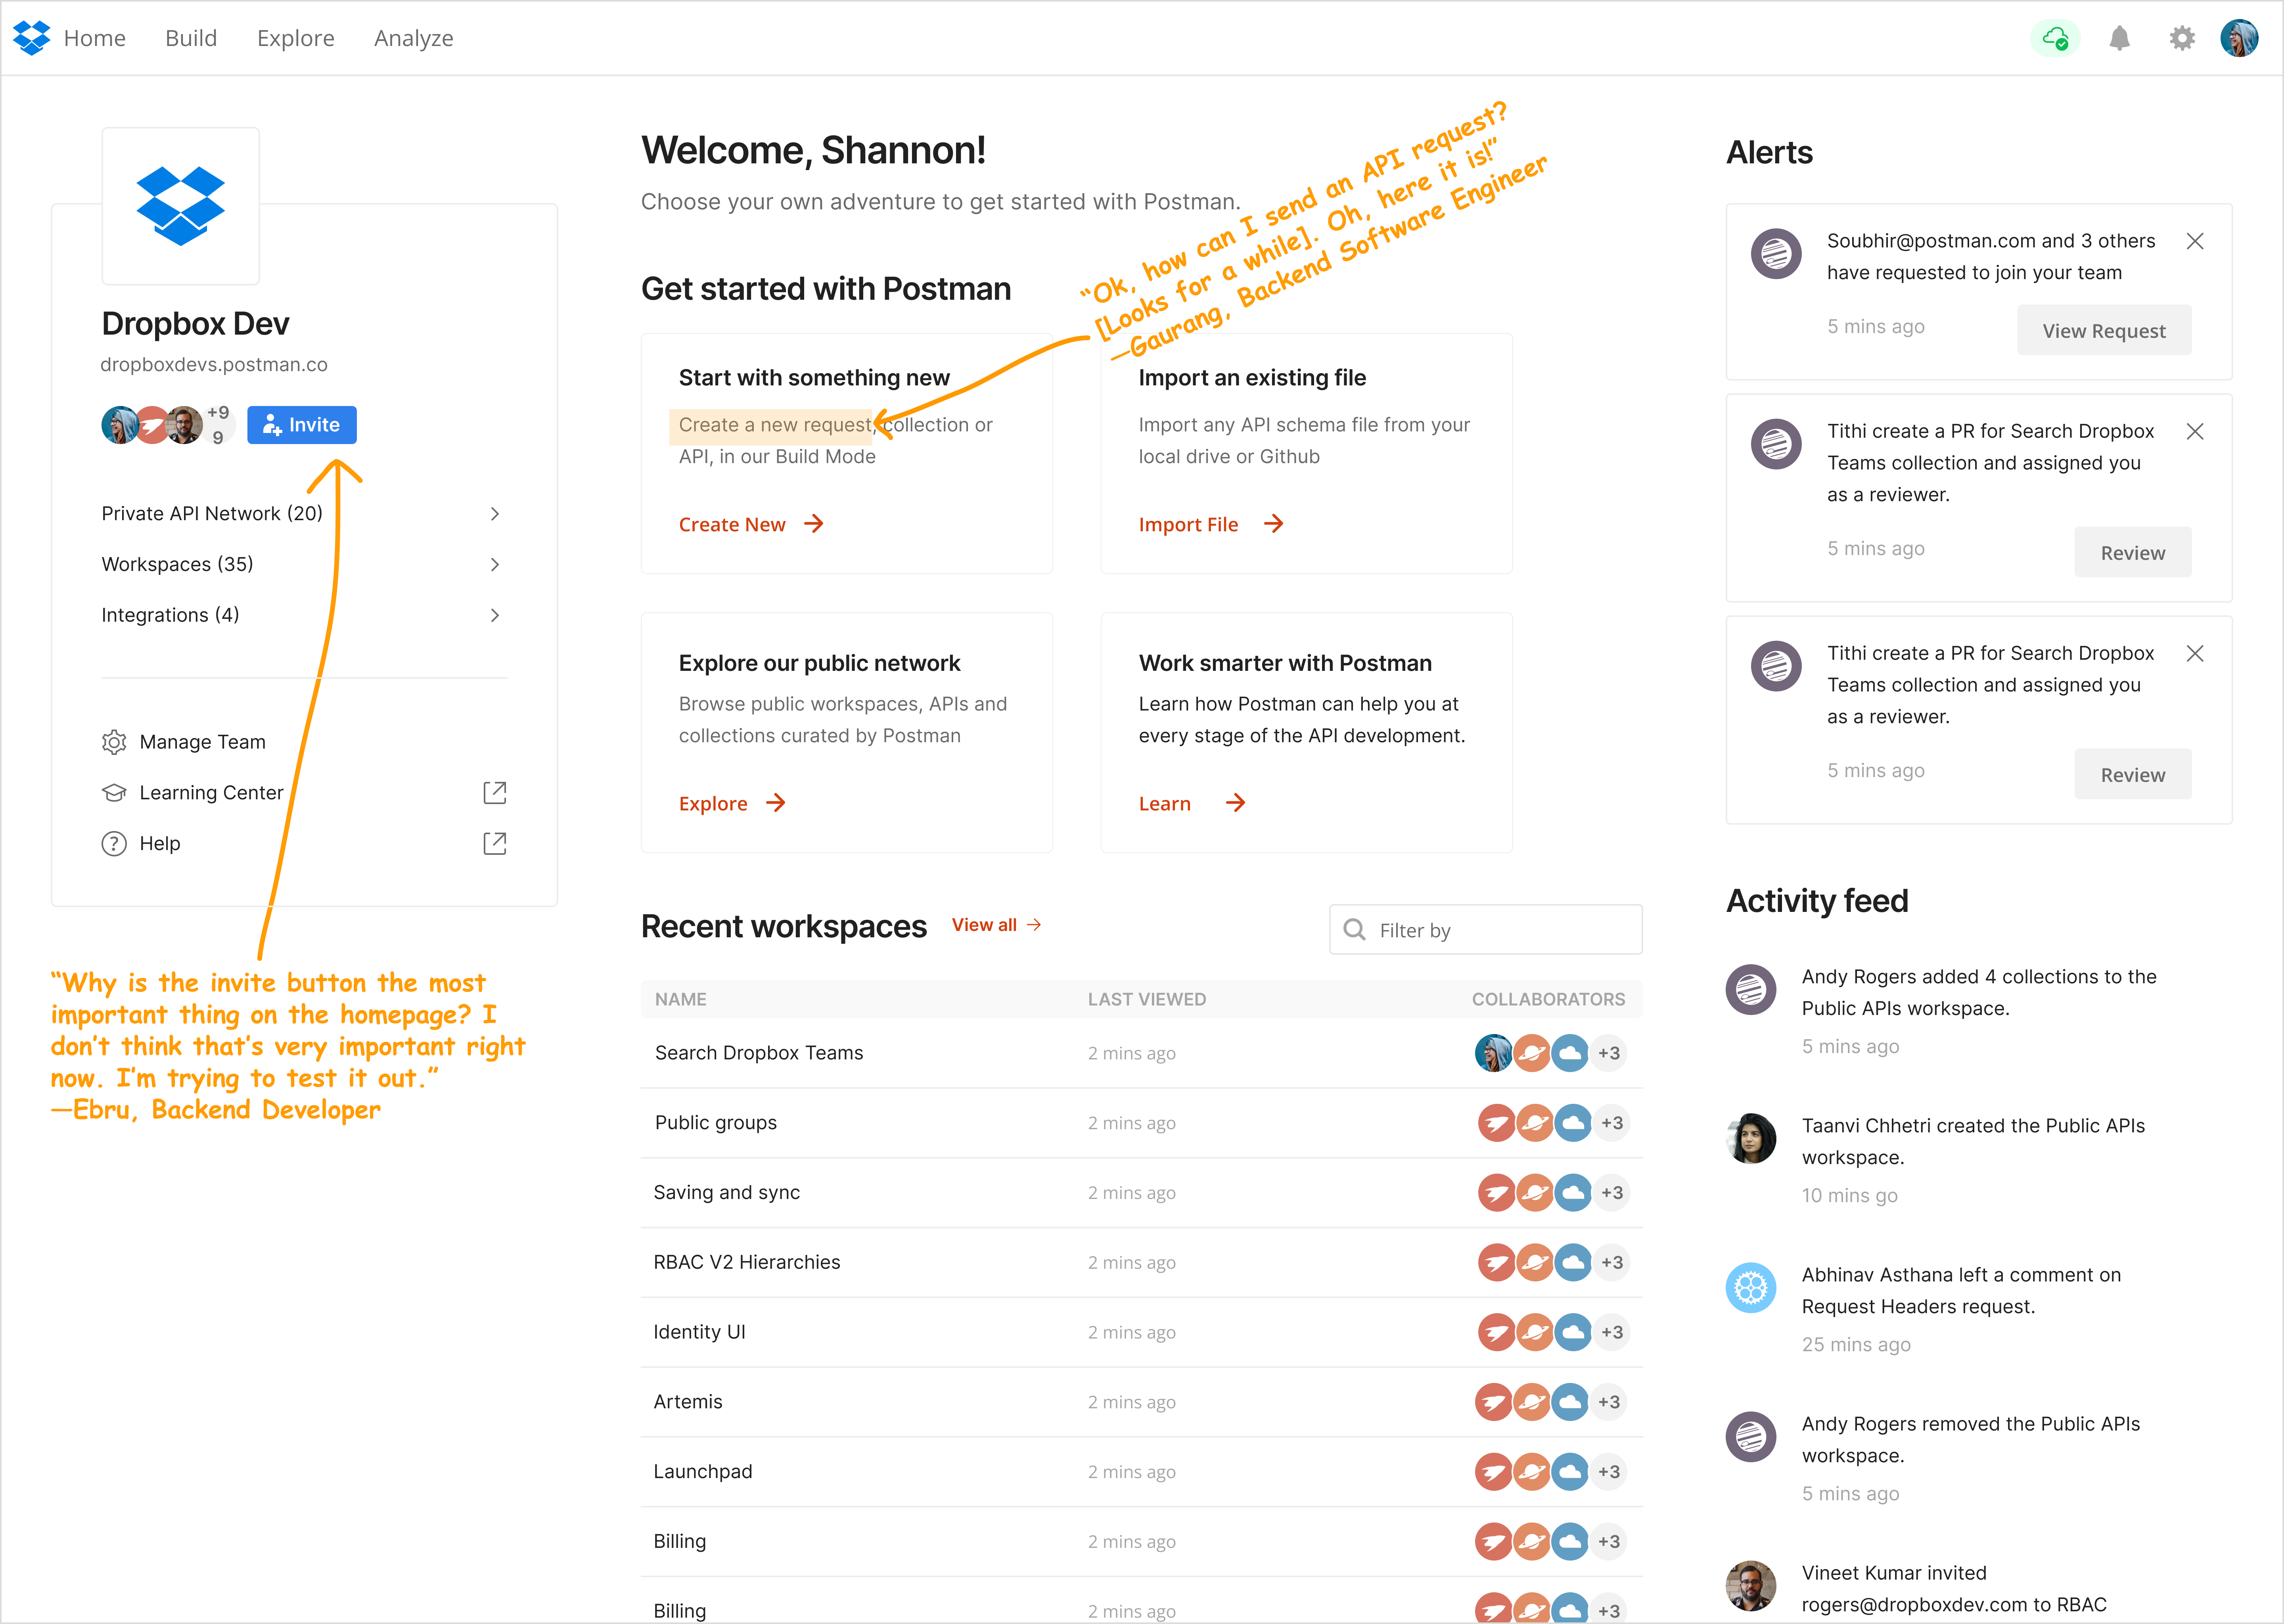 Home Build Explore Analyze
Dropbox Dev
dropboxdevs.postman.co
+9
9
Invite
Private API Network (20)
Workspaces (35)
Integrations (4)
Manage Team
Learning Center
Help
“Why is the invite button the most
important thing on the homepage? I
don’t think that’s very important right
now. I’m trying to test it out.”
—Ebru, Backend Developer
Welcome, Shannon!
Choose your own adventure to get started with Postman.
“Ok, how can I send an API request?
[Looks for a while]. Oh, here it is!”
—Gaurang, Backend Software Engineer
Get started with Postman
Start with something new
Create a new request, collection or
API, in our Build Mode
Create New
Import an existing file
Import any API schema file from your
local drive or Github
Import File
Explore our public network
Browse public workspaces, APIs and
collections curated by Postman
Explore
Work smarter with Postman
Learn how Postman can help you at
every stage of the API development.
Learn
Recent workspaces View all
Filter by
NAME LAST VIEWED COLLABORATORS
Search Dropbox Teams 2 mins ago +3
Public groups 2 mins ago +3
Saving and sync 2 mins ago +3
RBAC V2 Hierarchies 2 mins ago +3
Identity UI 2 mins ago +3
Artemis 2 mins ago +3
Launchpad 2 mins ago +3
Billing 2 mins ago +3
Billing 2 mins ago +3
Alerts
Soubhir@postman.com and 3 others
have requested to join your team
5 mins ago
View Request
Tithi create a PR for Search Dropbox
Teams collection and assigned you
as a reviewer.
5 mins ago
Review
Tithi create a PR for Search Dropbox
Teams collection and assigned you
as a reviewer.
5 mins ago
Review
Activity feed
Andy Rogers added 4 collections to the
Public APIs workspace.
5 mins ago
Taanvi Chhetri created the Public APIs
workspace.
10 mins go
Abhinav Asthana left a comment on
Request Headers request.
25 mins ago
Andy Rogers removed the Public APIs
workspace.
5 mins ago
Vineet Kumar invited
rogers@dropboxdev.com to RBAC